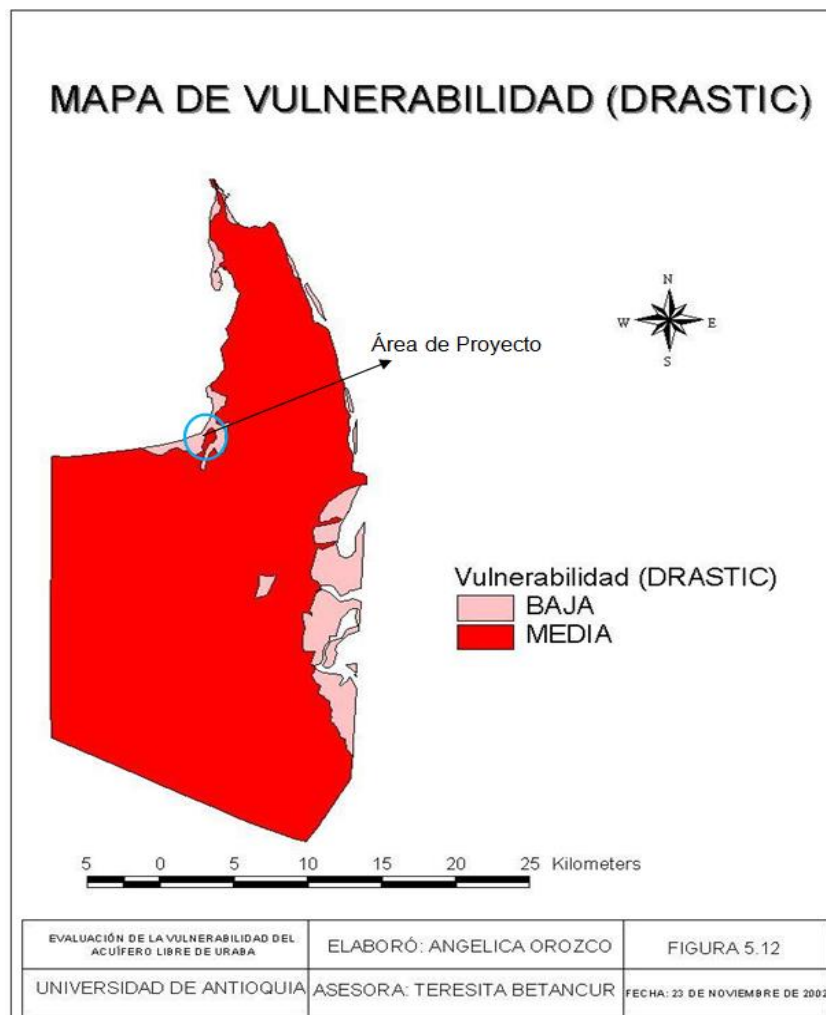 MAPA DE VULNERABILIDAD (DRASTIC)
N
W E
S
Área de Proyecto
Vulnerabilidad (DRASTIC)
BAJA
MEDIA
5 0 5 10 15 20 25 Kilometers
EVALUACIÓN DE LA VULNERABILIDAD DEL
ACUÍFERO LIBRE DE URABA
ELABORÓ: ANGELICA OROZCO
FIGURA 5.12
UNIVERSIDAD DE ANTIOQUIA
ASESORA: TERESITA BETANCUR
FECHA: 23 DE NOVIEMBRE DE 2002